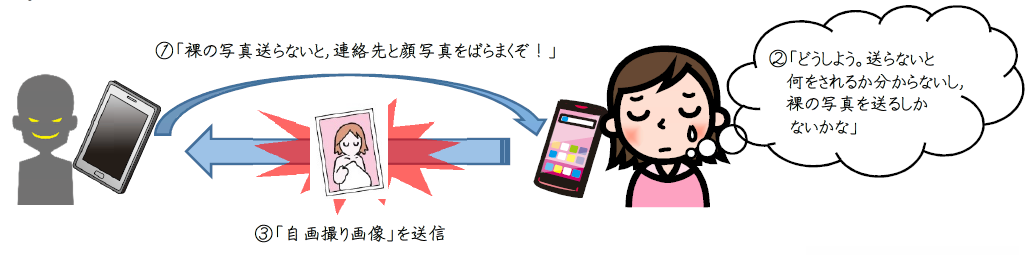 ①「裸の写真送らないと,連絡先と顔写真をばらまくぞ！」
②「どうしよう。送らないと
何をされるか分からないし,
裸の写真を送るしか
ないかな」
③「自画撮り画像」を送信